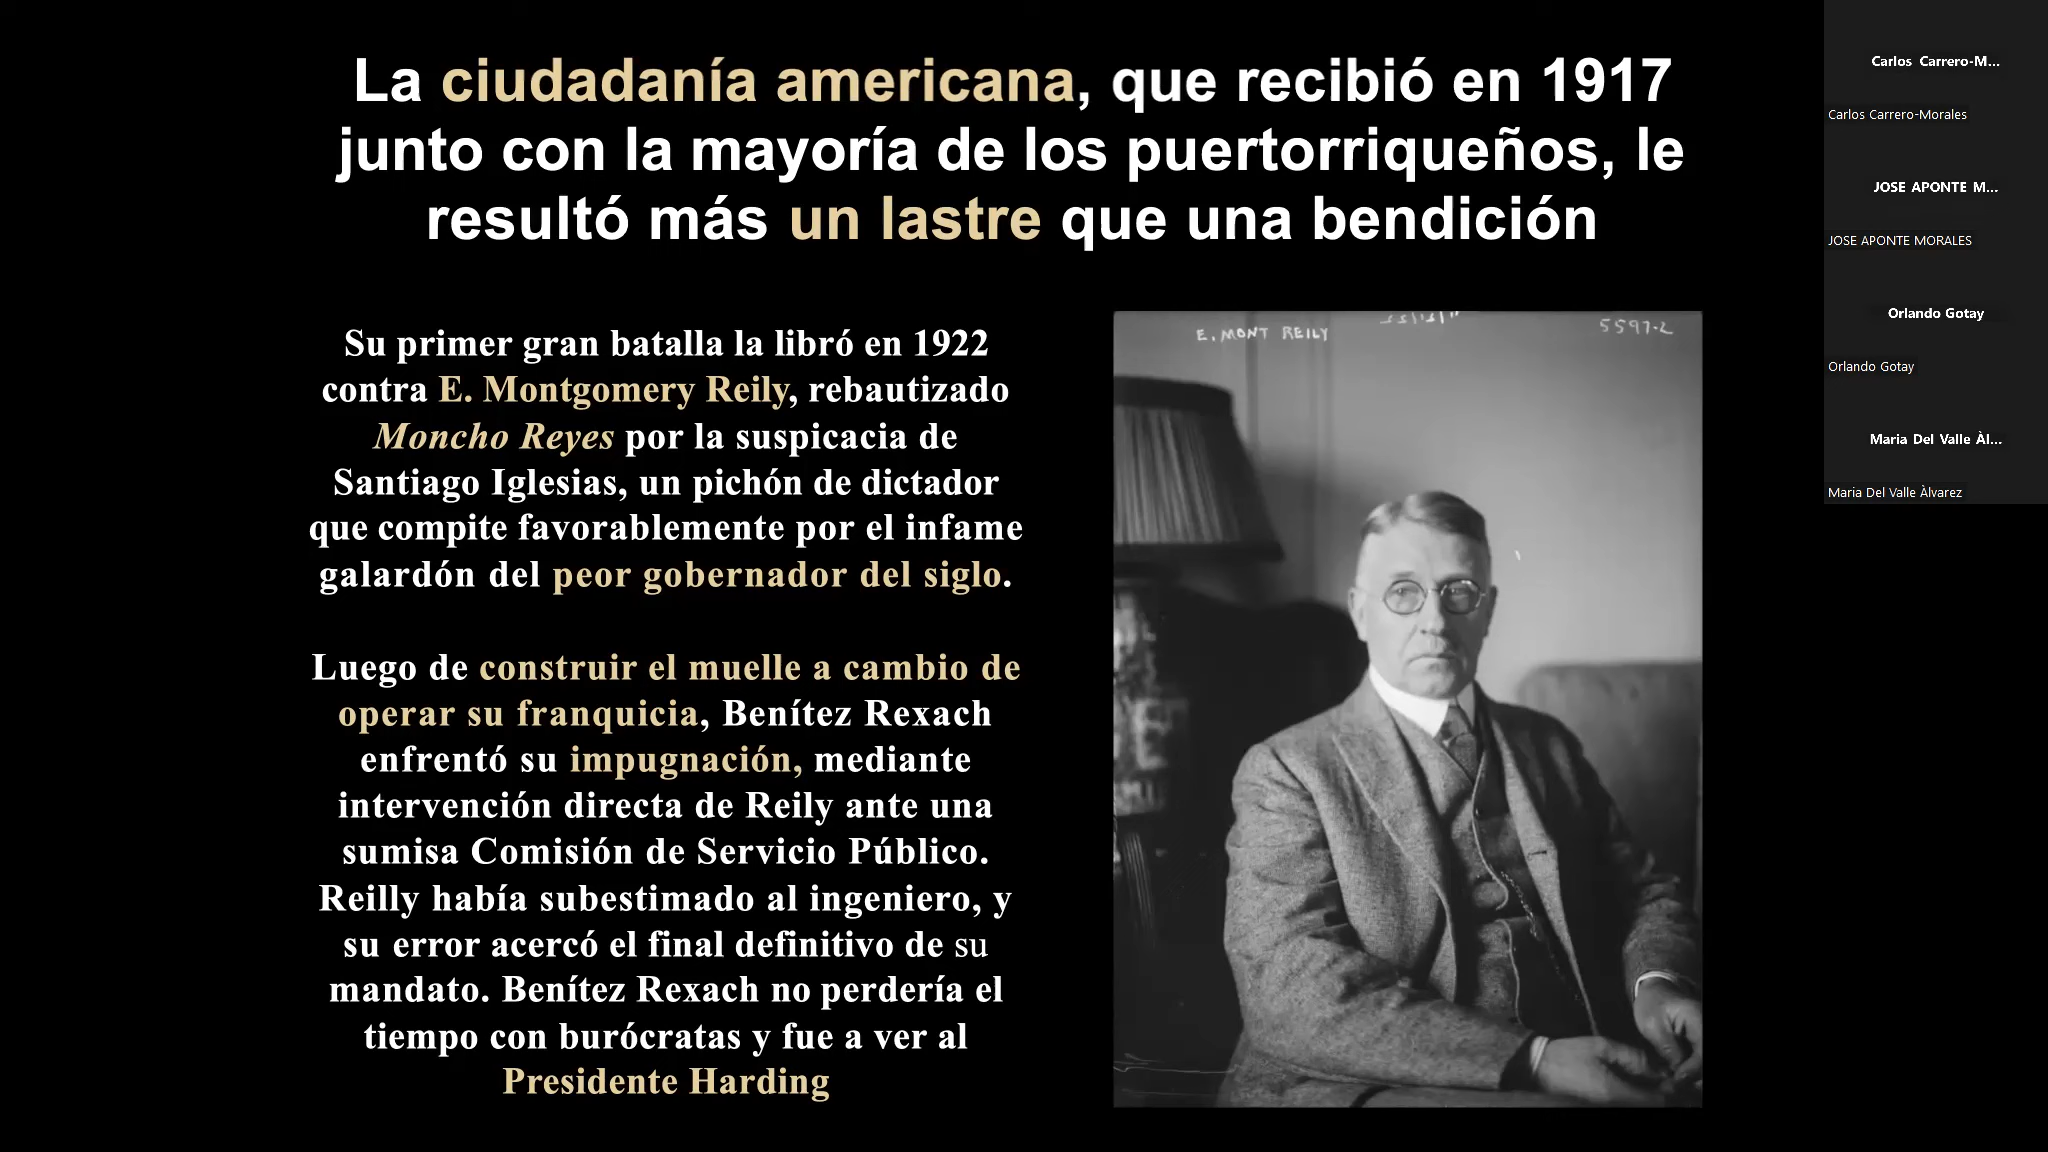 La ciudadanía americana, que recibió en 1917
junto con la mayoría de los puertorriqueños, le
resultó más un lastre que una bendición
Su primer gran batalla la libró en 1922
contra E. Montgomery Reily, rebautizado
Moncho Reyes por la suspicacia de
Santiago Iglesias, un pichón de dictador
que compite favorablemente por el infame
galardón del peor gobernador del siglo.
Luego de construir el muelle a cambio de
operar su franquicia, Benítez Rexach
enfrentó su impugnación, mediante
intervención directa de Reily ante una
sumisa Comisión de Servicio Público.
Reilly había subestimado al ingeniero, y
su error acercó el final definitivo de su
mandato. Benítez Rexach no perdería el
tiempo con burócratas y fue a ver al
Presidente Harding
E. MONT REILY
5597-2
Carlos Carrero-M...
Carlos Carrero-Morales
JOSE APONTE M...
JOSE APONTE MORALES
Orlando Gotay
Orlando Gotay
Maria Del Valle Àl...
Maria Del Valle Àlvarez